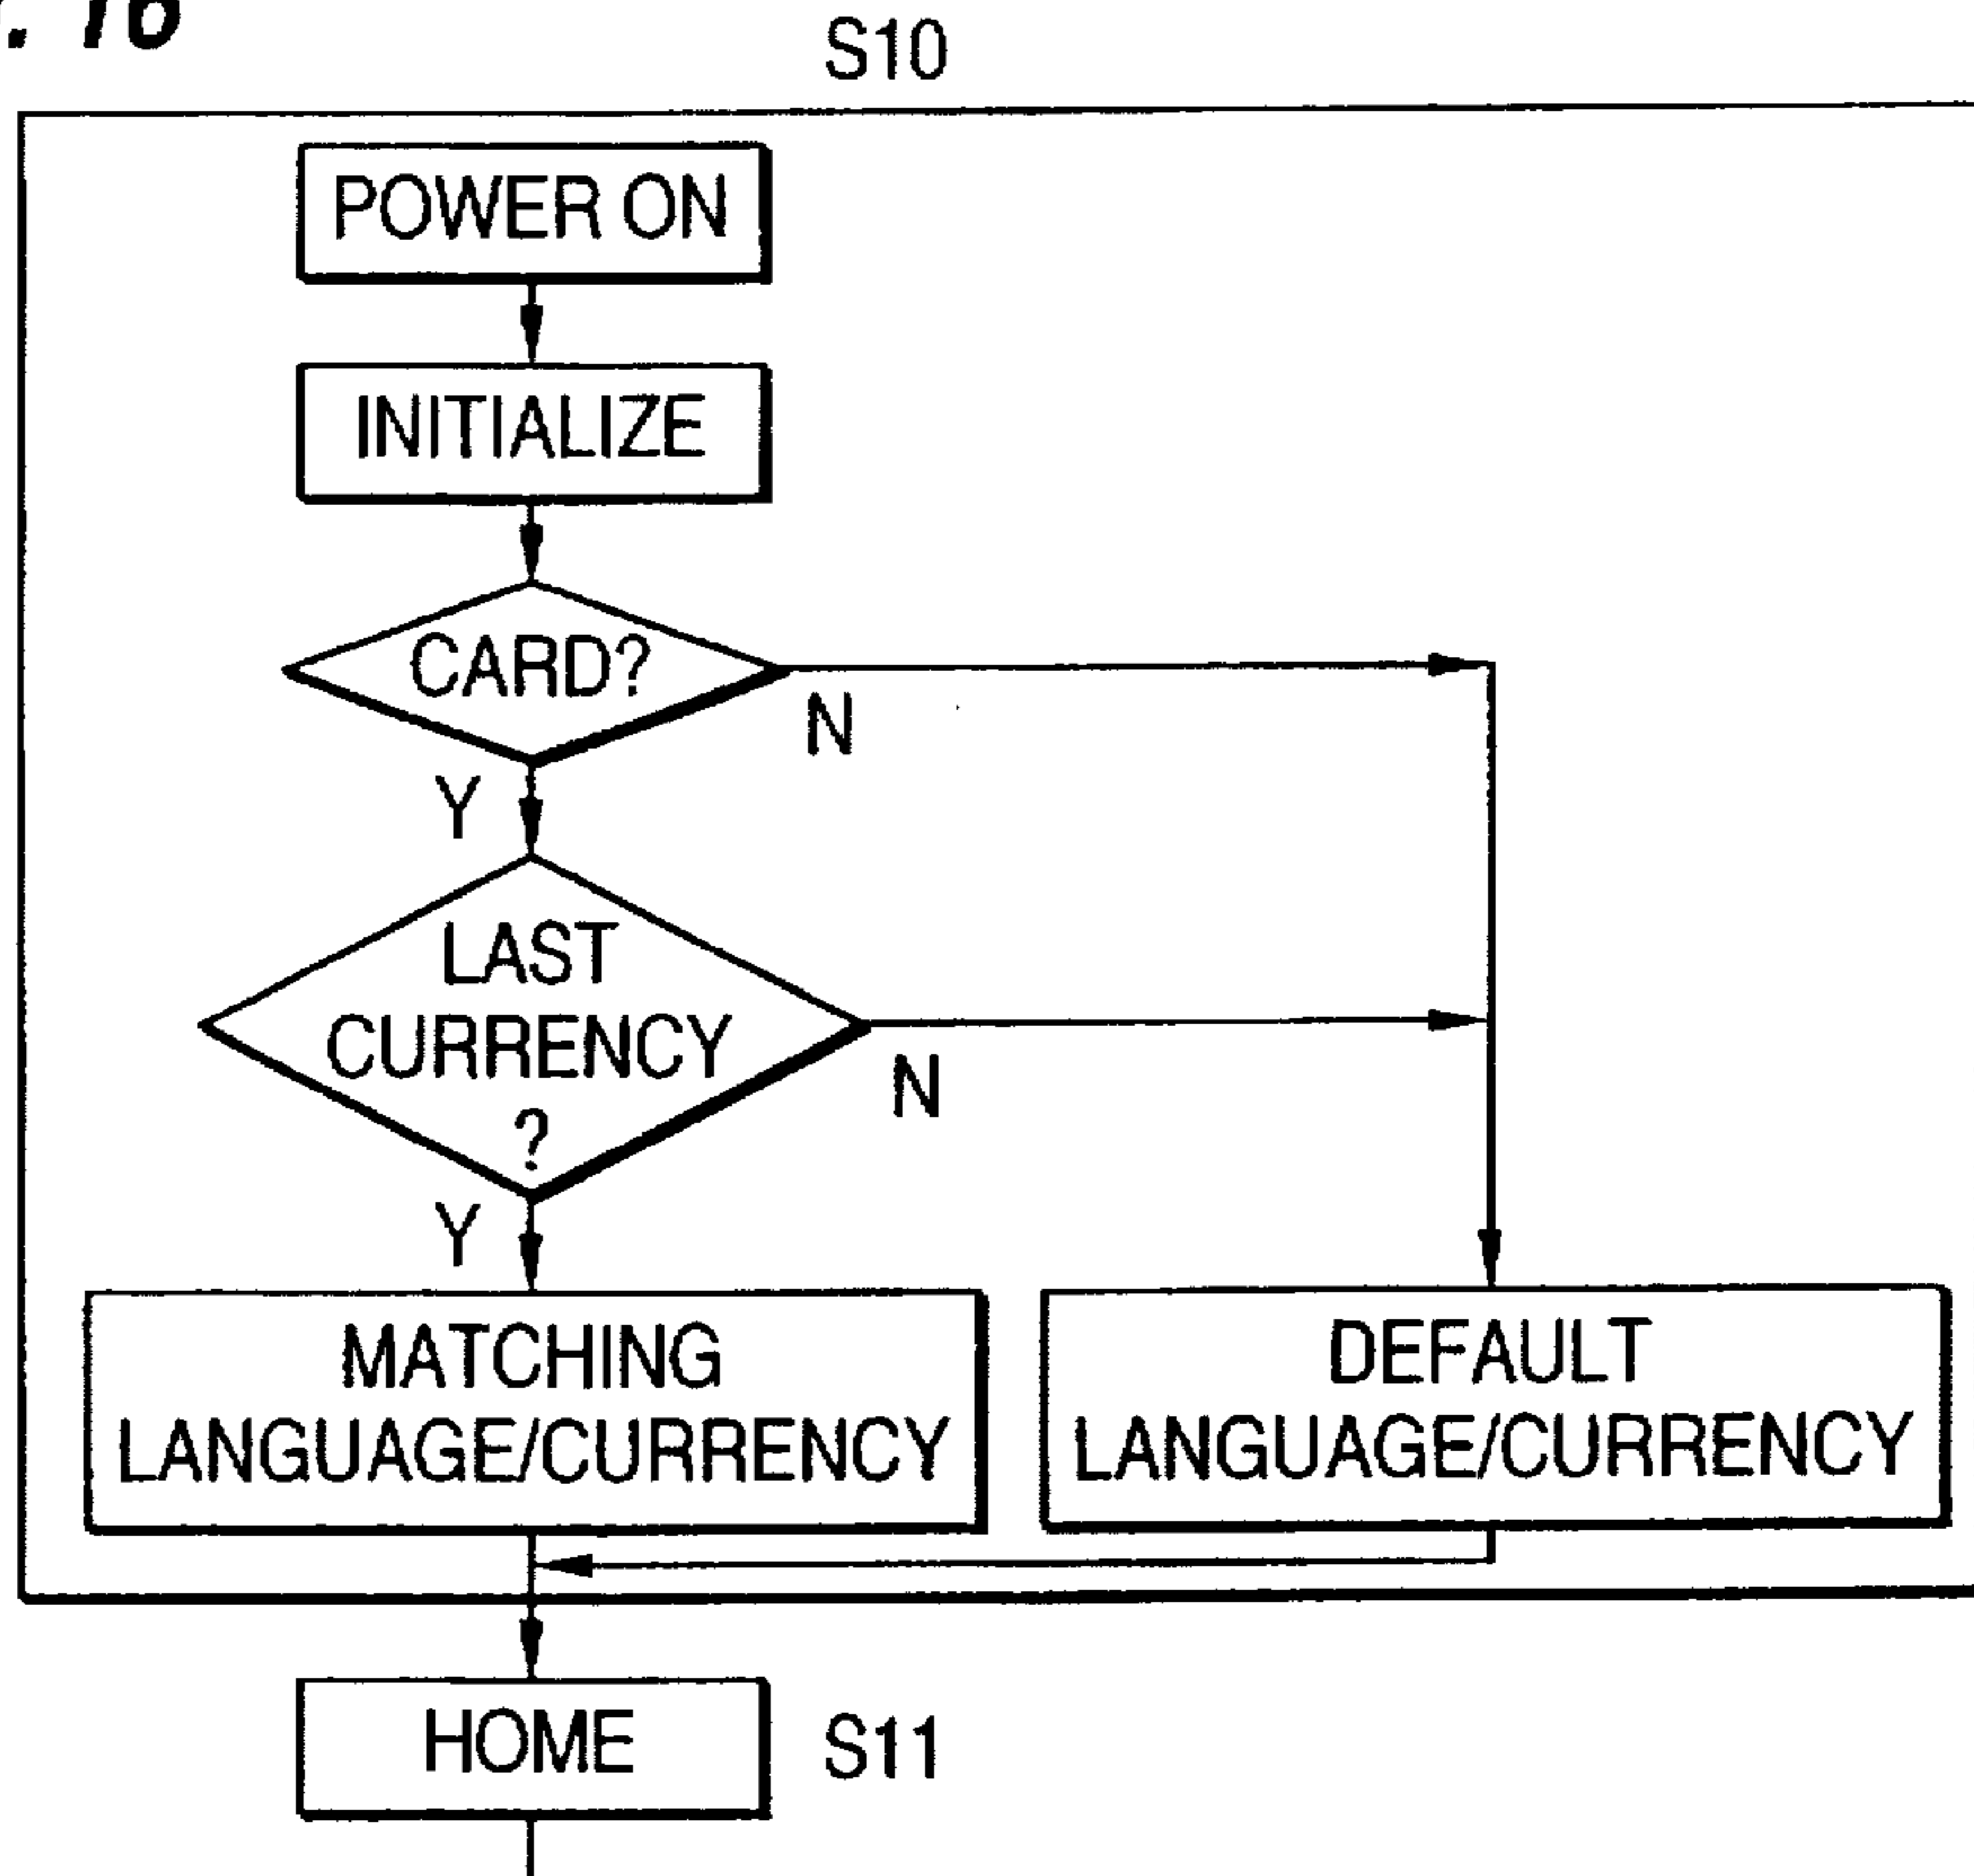 S10
POWER ON
INITIALIZE
CARD?
N
Y
LAST
CURRENCY
?
N
Y
MATCHING
LANGUAGE/CURRENCY
DEFAULT
LANGUAGE/CURRENCY
HOME
S11